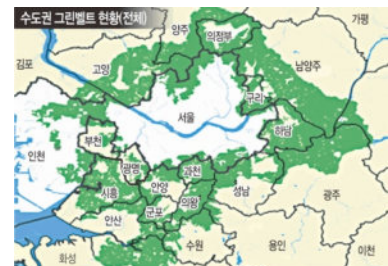 수도권 그린벨트 현황(전체)
양주
의정부
가평
김포
고양
남양주
구리
서울
하남
인천
부천
광명
과천
시흥
안양
성남
광주
군포
의왕
안산
수원
용인
이천
화성